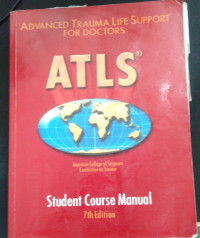 ADVANCED TRAUMA LIFE SUPPORT
FOR DOCTORS
ATLS®
American College of Surgeons
Committee on Trauma
Student Course Manual
7th Edition